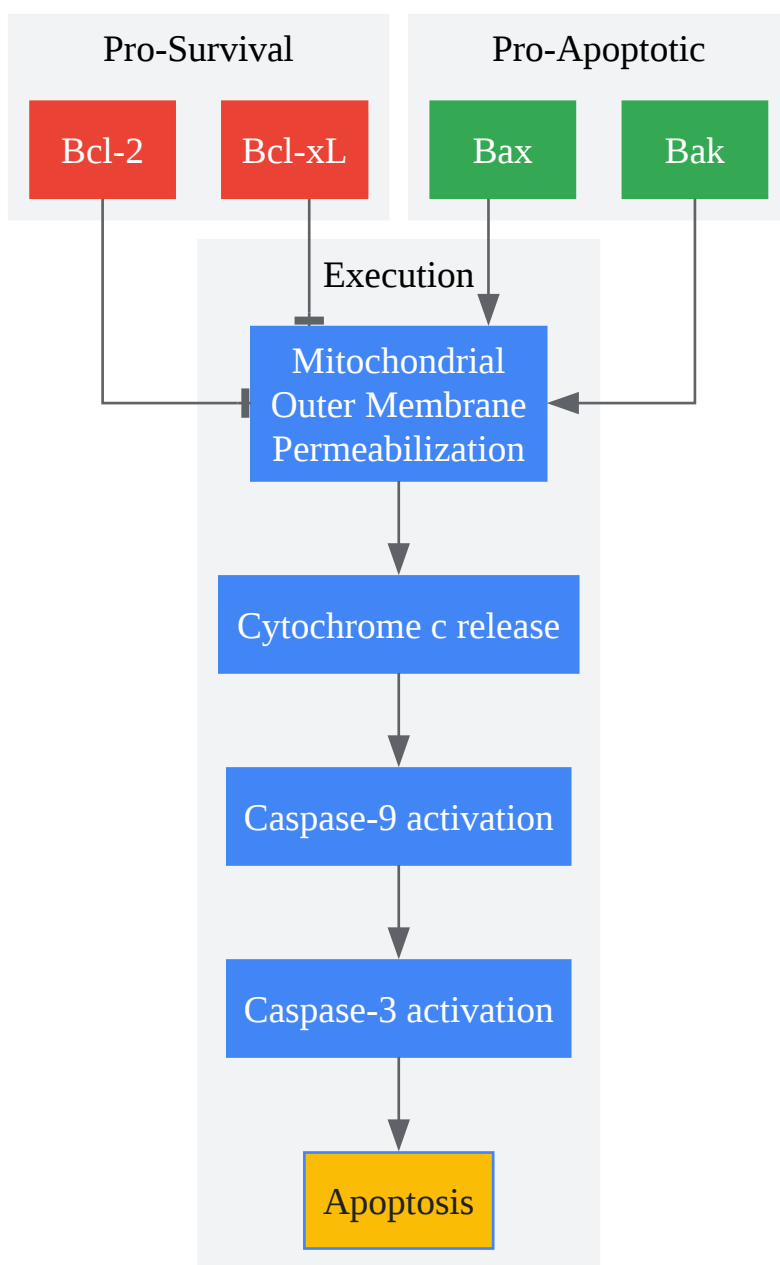 Pro-Survival
Pro-Apoptotic
Bcl-2
Bcl-xL
Bax
Bak
Execution
Mitochondrial
Outer Membrane
Permeabilization
Cytochrome c release
Caspase-9 activation
Caspase-3 activation
Apoptosis